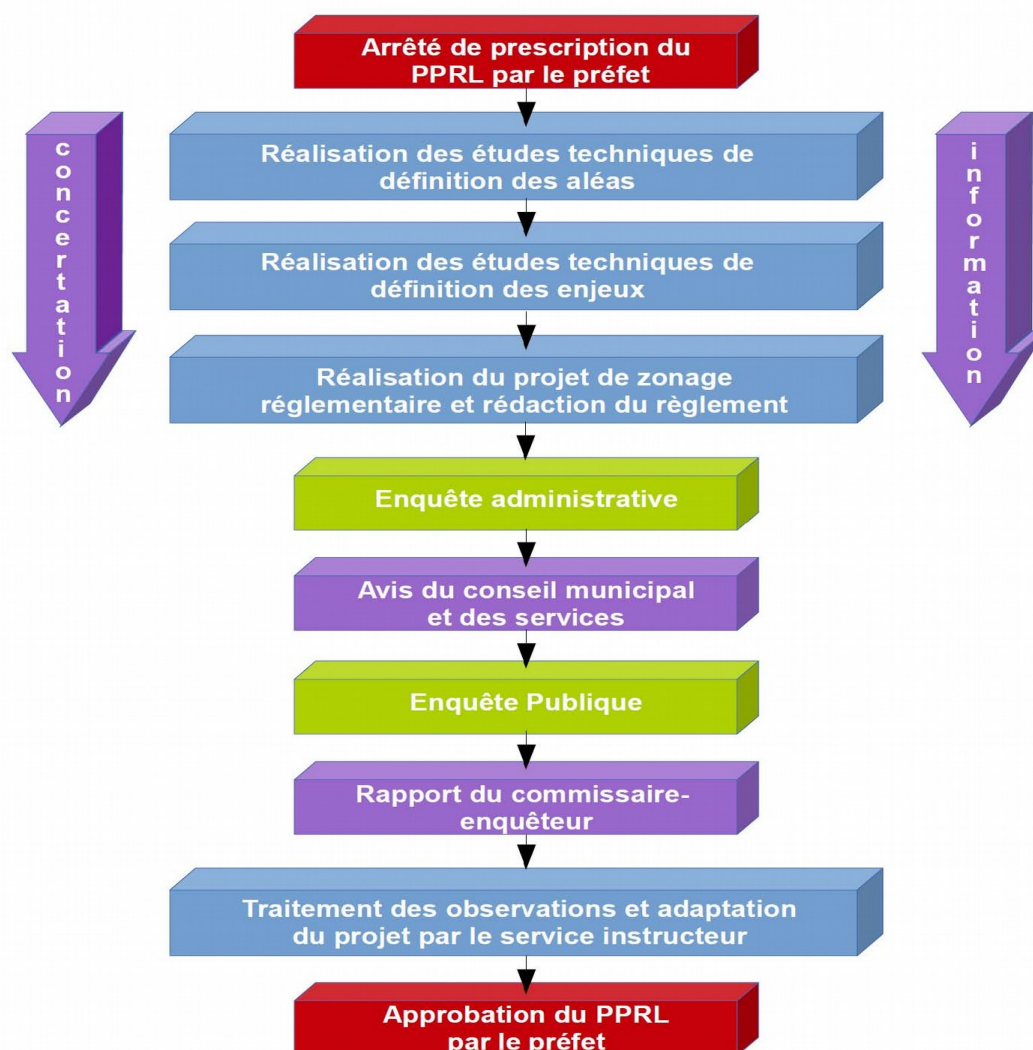 Arrêté de prescription du
PPRL par le préfet
concertation
information
Réalisation des études techniques de
définition des aléas
Réalisation des études techniques de
définition des enjeux
Réalisation du projet de zonage
réglementaire et rédaction du règlement
Enquête administrative
Avis du conseil municipal
et des services
Enquête Publique
Rapport du commissaire-
enquêteur
Traitement des observations et adaptation
du projet par le service instructeur
Approbation du PPRL
par le préfet